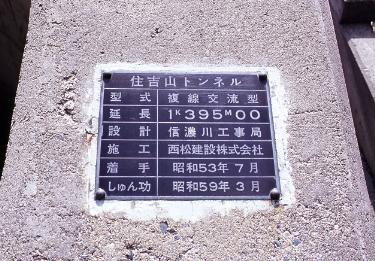 住吉山トンネル
型式 複線交流型
延長 1K395M00
設計 信濃川工事局
施工 西松建設株式会社
着手 昭和53年7月
しゅん功 昭和59年3月